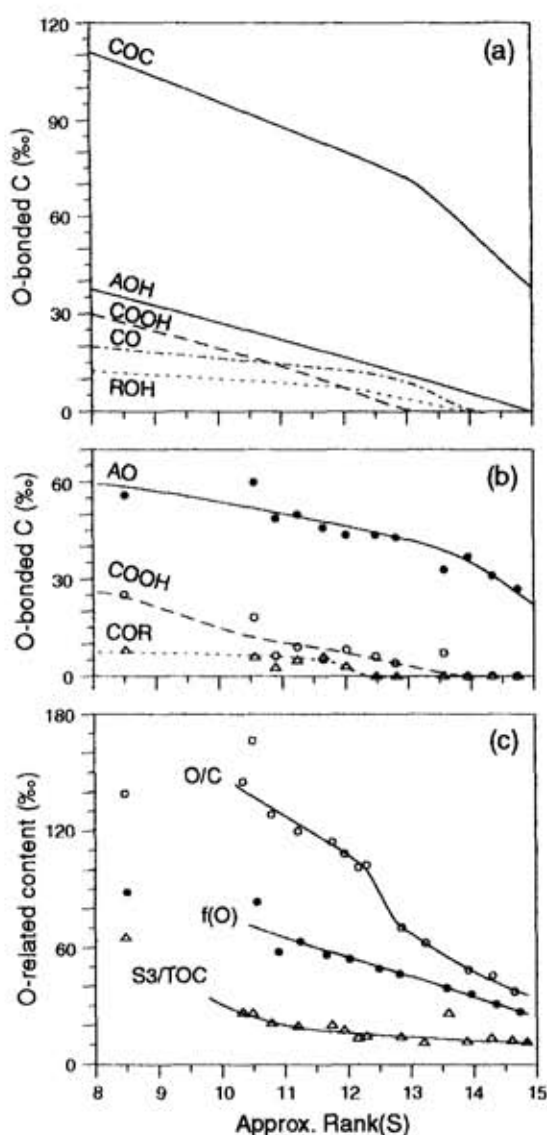 120
90
60
30
0
O-bonded C (‰)
(a)
COC
AOH
COOH
CO
ROH
60
30
0
O-bonded C (‰)
(b)
AO
COOH
COR
180
120
60
0
O-related content (‰)
(c)
O/C
f(O)
S3/TOC
8 9 10 11 12 13 14 15
Approx. Rank(S)